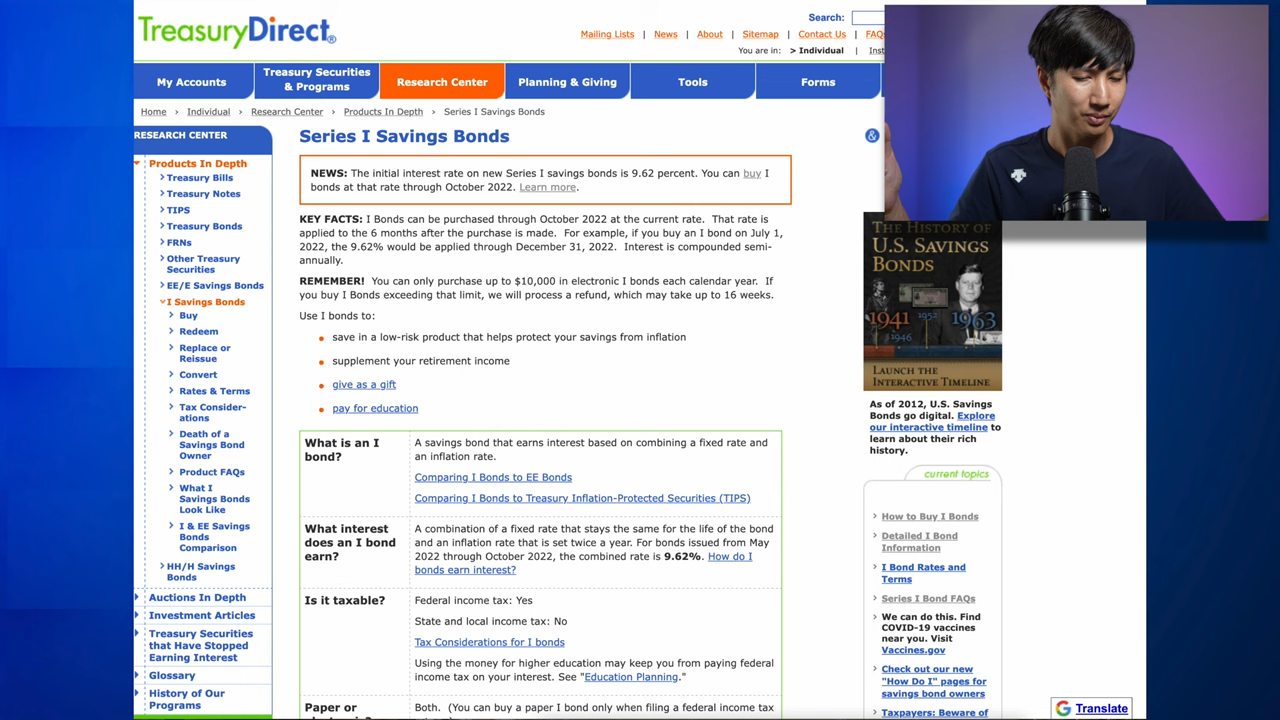 TreasuryDirect®
Search:
Mailing Lists | News | About | Sitemap | Contact Us | FAQ
You are in: > Individual | Inst
My Accounts
Treasury Securities
& Programs
Research Center
Planning & Giving
Tools
Forms
Home › Individual › Research Center › Products In Depth › Series I Savings Bonds
RESEARCH CENTER
Products In Depth
Treasury Bills
Treasury Notes
TIPS
Treasury Bonds
FRNs
Other Treasury
Securities
EE/E Savings Bonds
I Savings Bonds
Buy
Redeem
Replace or
Reissue
Convert
Rates & Terms
Tax Consider-
ations
Death of a
Savings Bond
Owner
Product FAQs
What I
Savings Bonds
Look Like
I & EE Savings
Bonds
Comparison
HH/H Savings
Bonds
Auctions In Depth
Investment Articles
Treasury Securities
that Have Stopped
Earning Interest
Glossary
History of Our
Programs
Series I Savings Bonds
NEWS: The initial interest rate on new Series I savings bonds is 9.62 percent. You can buy I
bonds at that rate through October 2022. Learn more.
KEY FACTS: I Bonds can be purchased through October 2022 at the current rate. That rate is
applied to the 6 months after the purchase is made. For example, if you buy an I bond on July 1,
2022, the 9.62% would be applied through December 31, 2022. Interest is compounded semi-
annually.
REMEMBER! You can only purchase up to $10,000 in electronic I bonds each calendar year. If
you buy I Bonds exceeding that limit, we will process a refund, which may take up to 16 weeks.
Use I bonds to:
save in a low-risk product that helps protect your savings from inflation
supplement your retirement income
give as a gift
pay for education
What is an I
bond?
A savings bond that earns interest based on combining a fixed rate and
an inflation rate.
Comparing I Bonds to EE Bonds
Comparing I Bonds to Treasury Inflation-Protected Securities (TIPS)
What interest
does an I bond
earn?
A combination of a fixed rate that stays the same for the life of the bond
and an inflation rate that is set twice a year. For bonds issued from May
2022 through October 2022, the combined rate is 9.62%. How do I
bonds earn interest?
Is it taxable?
Federal income tax: Yes
State and local income tax: No
Tax Considerations for I bonds
Using the money for higher education may keep you from paying federal
income tax on your interest. See "Education Planning."
Paper or
Both. (You can buy a paper I bond only when filing a federal income tax
&
THE HISTORY OF
U.S. SAVINGS
BONDS
1941
1946
1952
1963
LAUNCH THE
INTERACTIVE TIMELINE
As of 2012, U.S. Savings
Bonds go digital. Explore
our interactive timeline to
learn about their rich
history.
current topics
How to Buy I Bonds
Detailed I Bond
Information
I Bond Rates and
Terms
Series I Bond FAQs
We can do this. Find
COVID-19 vaccines
near you. Visit
Vaccines.gov
Check out our new
"How Do I" pages for
savings bond owners
Taxpayers: Beware of
Translate